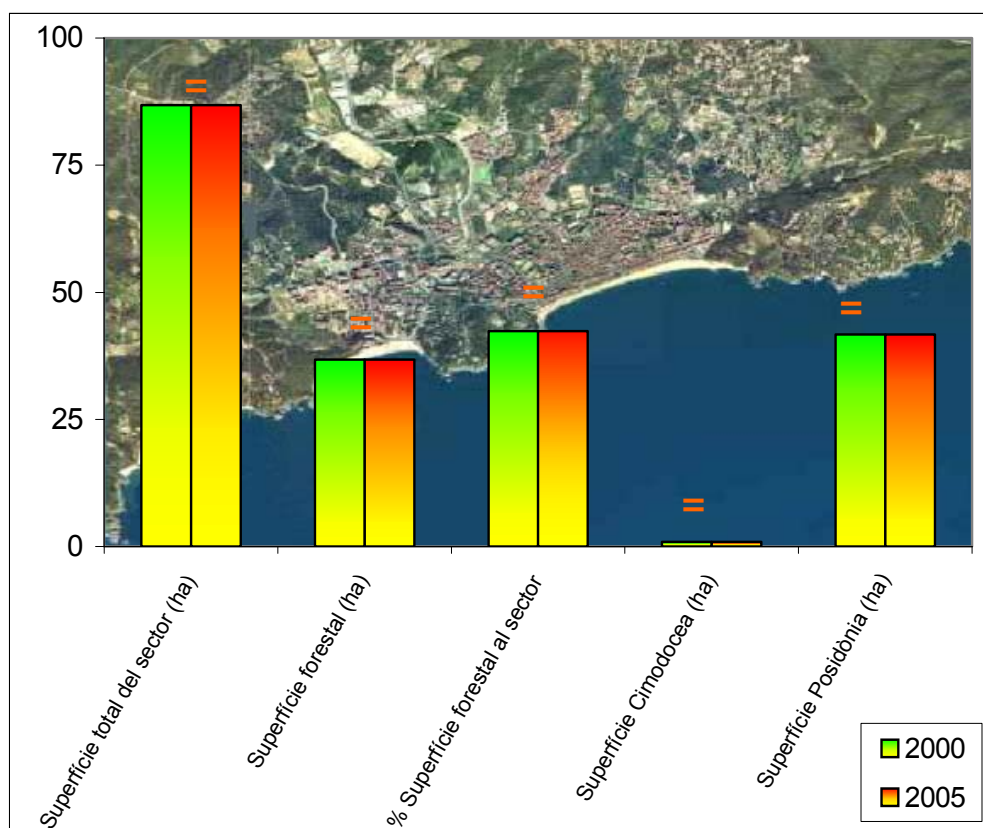 100
75
50
25
0
=
=
=
=
=
Superfície total del sector (ha)
Superfície forestal (ha)
% Superfície forestal al sector
Superfície Cimodocea (ha)
Superfície Posidònia (ha)
2000
2005